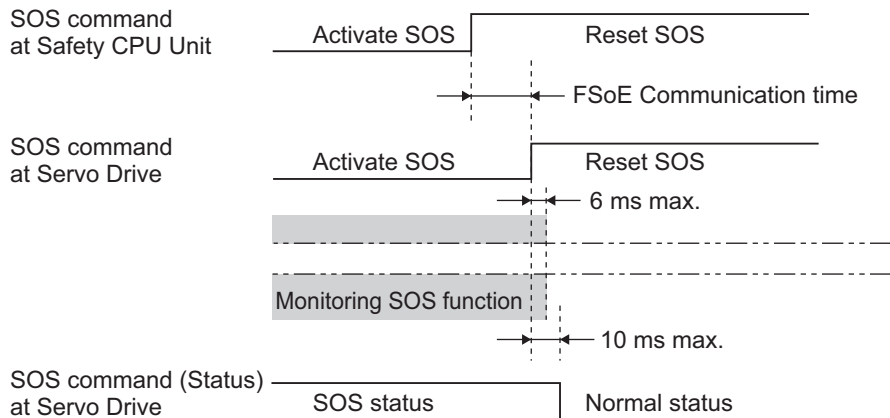 SOS command
at Safety CPU Unit
Activate SOS
Reset SOS
FSoE Communication time
SOS command
at Servo Drive
Activate SOS
Reset SOS
6 ms max.
Monitoring SOS function
10 ms max.
SOS command (Status)
at Servo Drive
SOS status
Normal status